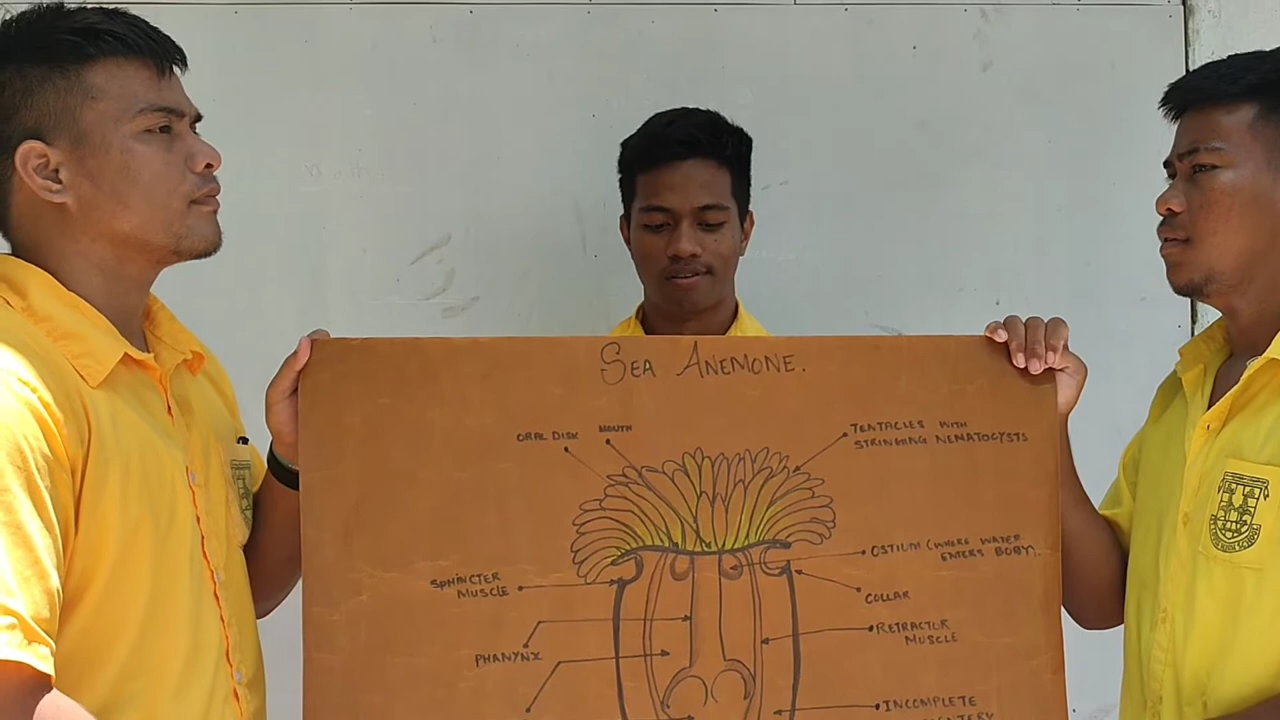 SEA ANEMONE.
ORAL DISK
MOUTH
TENTACLES WITH
STRINGING NEMATOCYSTS
OSTIUM (WHERE WATER
ENTERS BODY).
SPHINCTER
MUSCLE
COLLAR
RETRACTOR
MUSCLE
PHANYNX
INCOMPLETE